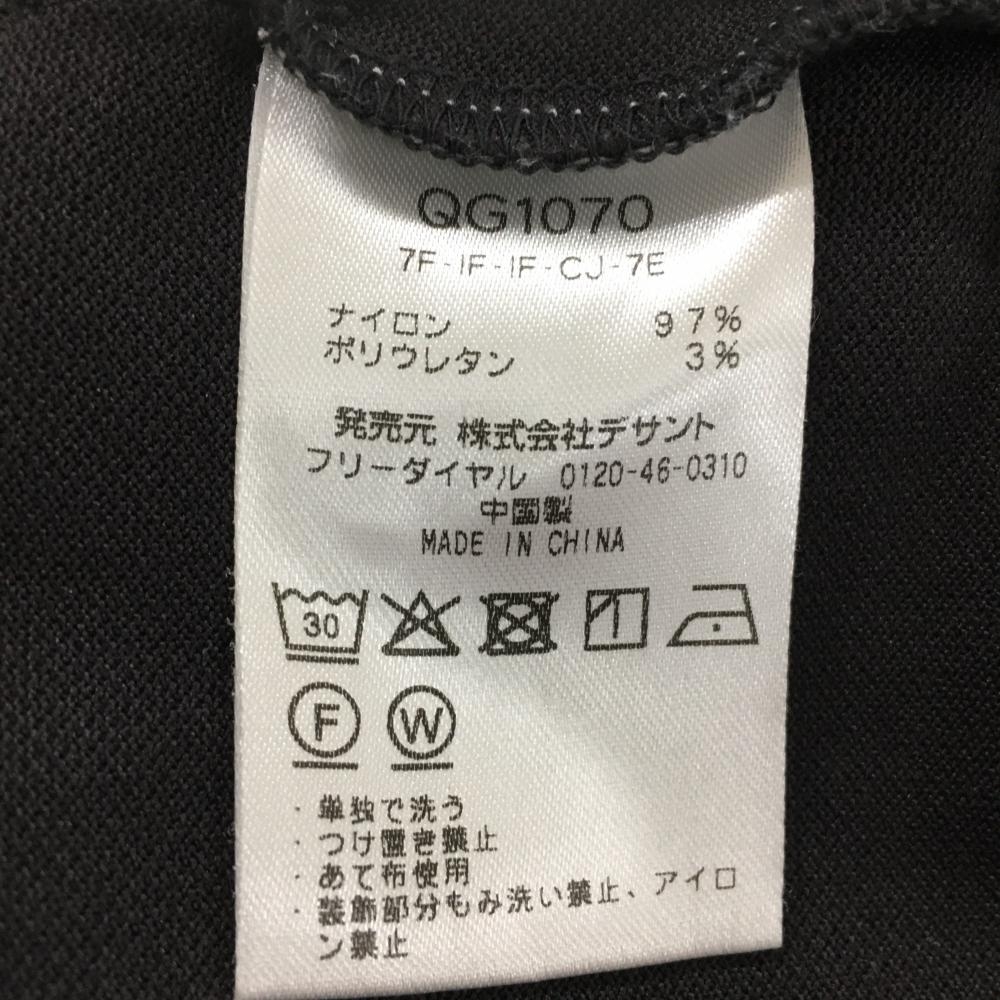 QG1070
7F-IF-IF-CJ-7E
ナイロン 97%
ポリウレタン 3%
発売元 株式会社デサント
フリーダイヤル 0120-46-0310
中国製
MADE IN CHINA
30
F W
・単独で洗う
・つけ置き禁止
・あて布使用
・装飾部分もみ洗い禁止、アイロ
ン禁止